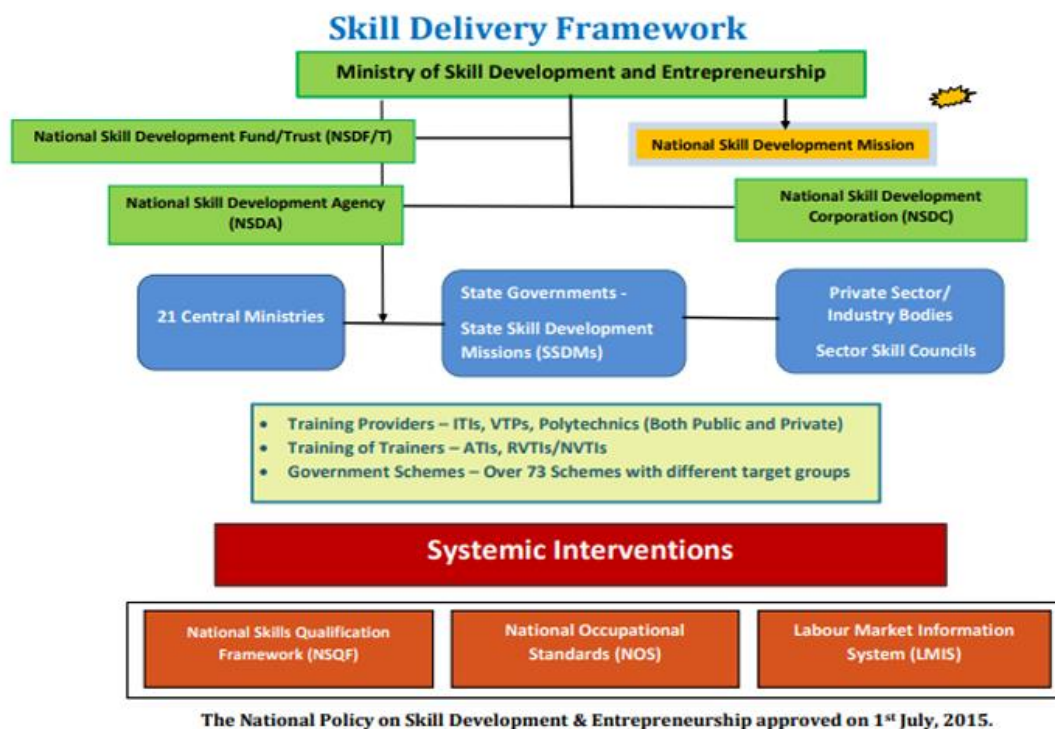 Skill Delivery Framework
Ministry of Skill Development and Entrepreneurship
National Skill Development Fund/Trust (NSDF/T)
National Skill Development Mission
National Skill Development Agency
(NSDA)
National Skill Development
Corporation (NSDC)
21 Central Ministries
State Governments -
State Skill Development
Missions (SSDMs)
Private Sector/
Industry Bodies
Sector Skill Councils
• Training Providers – ITIs, VTPs, Polytechnics (Both Public and Private)
• Training of Trainers – ATIs, RVTIs/NVTIs
• Government Schemes – Over 73 Schemes with different target groups
Systemic Interventions
National Skills Qualification
Framework (NSQF)
National Occupational
Standards (NOS)
Labour Market Information
System (LMIS)
The National Policy on Skill Development & Entrepreneurship approved on 1st July, 2015.